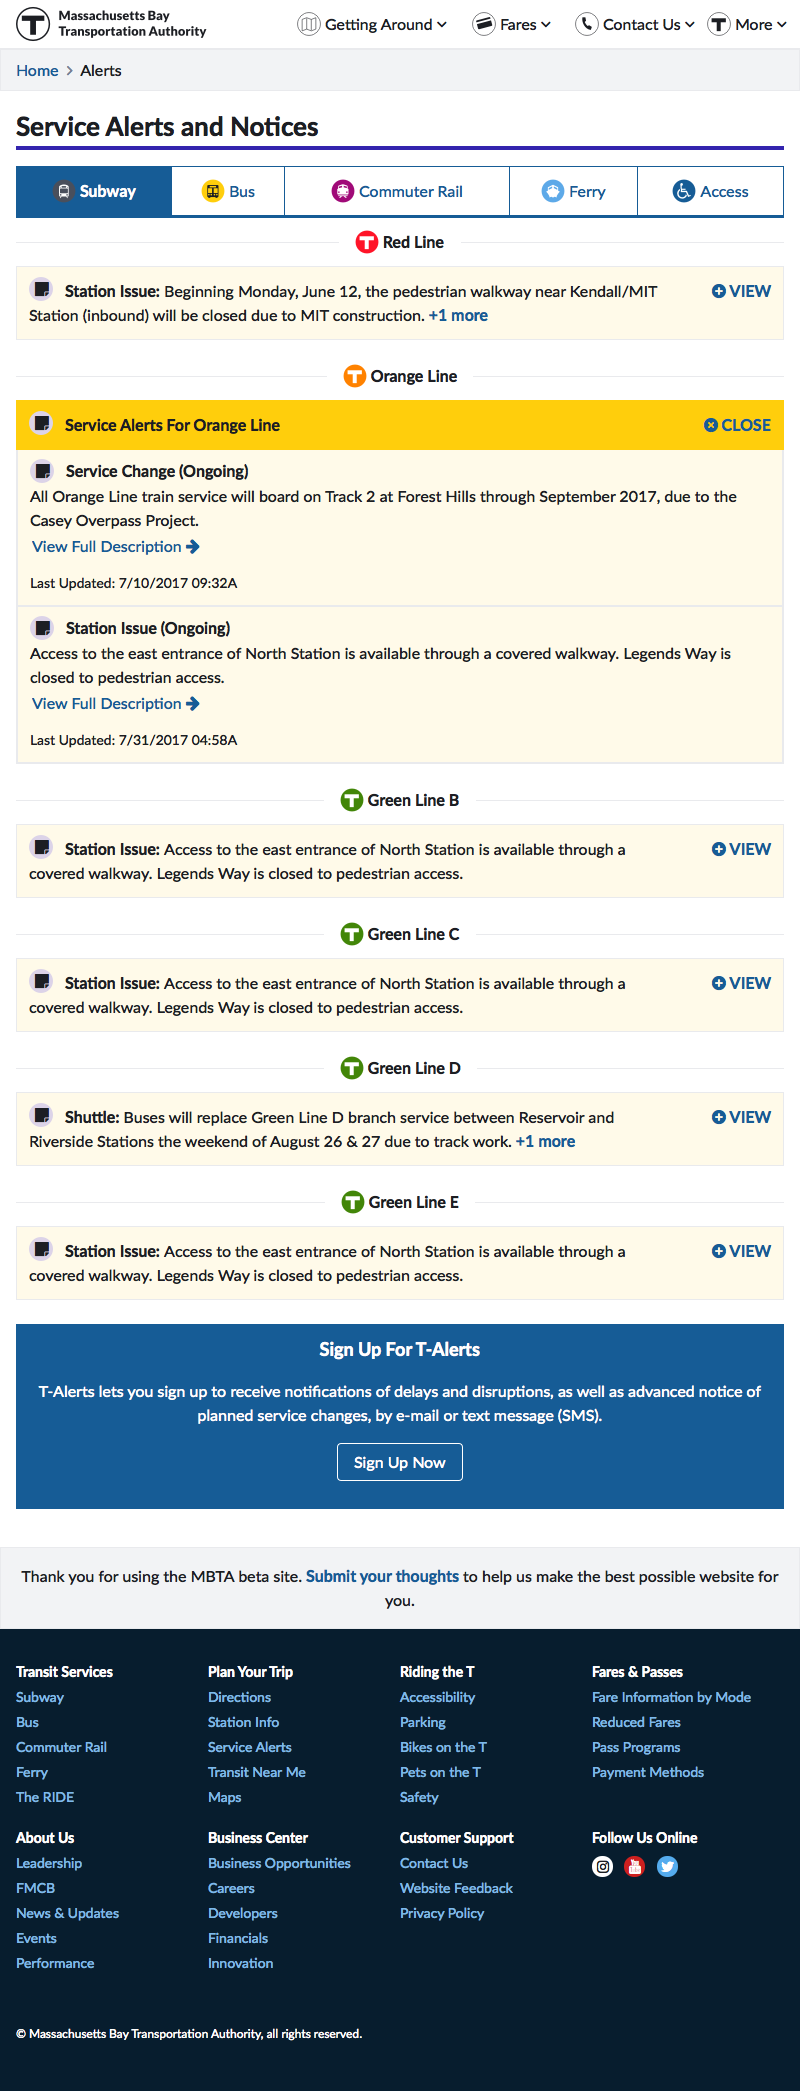 Massachusetts Bay
Transportation Authority
Getting Around
Fares
Contact Us
More
Home > Alerts
Service Alerts and Notices
Subway
Bus
Commuter Rail
Ferry
Access
Red Line
Station Issue: Beginning Monday, June 12, the pedestrian walkway near Kendall/MIT
Station (inbound) will be closed due to MIT construction. +1 more
VIEW
Orange Line
Service Alerts For Orange Line
CLOSE
Service Change (Ongoing)
All Orange Line train service will board on Track 2 at Forest Hills through September 2017, due to the
Casey Overpass Project.
View Full Description
Last Updated: 7/10/2017 09:32A
Station Issue (Ongoing)
Access to the east entrance of North Station is available through a covered walkway. Legends Way is
closed to pedestrian access.
View Full Description
Last Updated: 7/31/2017 04:58A
Green Line B
Station Issue: Access to the east entrance of North Station is available through a
covered walkway. Legends Way is closed to pedestrian access.
VIEW
Green Line C
Station Issue: Access to the east entrance of North Station is available through a
covered walkway. Legends Way is closed to pedestrian access.
VIEW
Green Line D
Shuttle: Buses will replace Green Line D branch service between Reservoir and
Riverside Stations the weekend of August 26 & 27 due to track work. +1 more
VIEW
Green Line E
Station Issue: Access to the east entrance of North Station is available through a
covered walkway. Legends Way is closed to pedestrian access.
VIEW
Sign Up For T-Alerts
T-Alerts lets you sign up to receive notifications of delays and disruptions, as well as advanced notice of
planned service changes, by e-mail or text message (SMS).
Sign Up Now
Thank you for using the MBTA beta site. Submit your thoughts to help us make the best possible website for
you.
Transit Services
Subway
Bus
Commuter Rail
Ferry
The RIDE
Plan Your Trip
Directions
Station Info
Service Alerts
Transit Near Me
Maps
Riding the T
Accessibility
Parking
Bikes on the T
Pets on the T
Safety
Fares & Passes
Fare Information by Mode
Reduced Fares
Pass Programs
Payment Methods
About Us
Leadership
FMCB
News & Updates
Events
Performance
Business Center
Business Opportunities
Careers
Developers
Financials
Innovation
Customer Support
Contact Us
Website Feedback
Privacy Policy
Follow Us Online
© Massachusetts Bay Transportation Authority, all rights reserved.